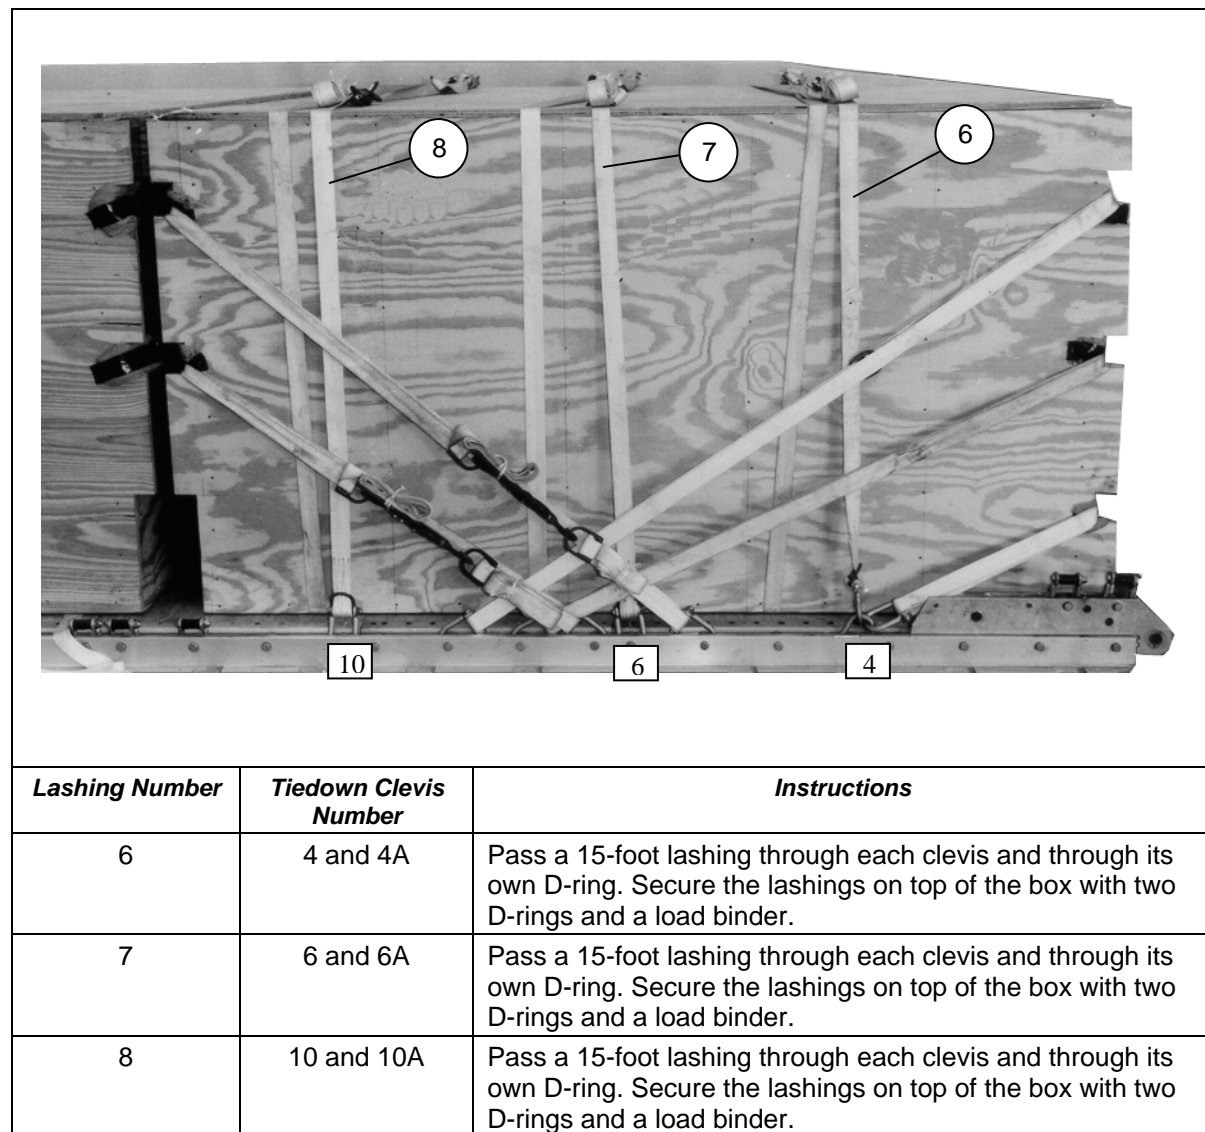 8
7
6
10
6
4
Lashing Number
Tiedown Clevis
Number
Instructions
6
4 and 4A
Pass a 15-foot lashing through each clevis and through its
own D-ring. Secure the lashings on top of the box with two
D-rings and a load binder.
7
6 and 6A
Pass a 15-foot lashing through each clevis and through its
own D-ring. Secure the lashings on top of the box with two
D-rings and a load binder.
8
10 and 10A
Pass a 15-foot lashing through each clevis and through its
own D-ring. Secure the lashings on top of the box with two
D-rings and a load binder.